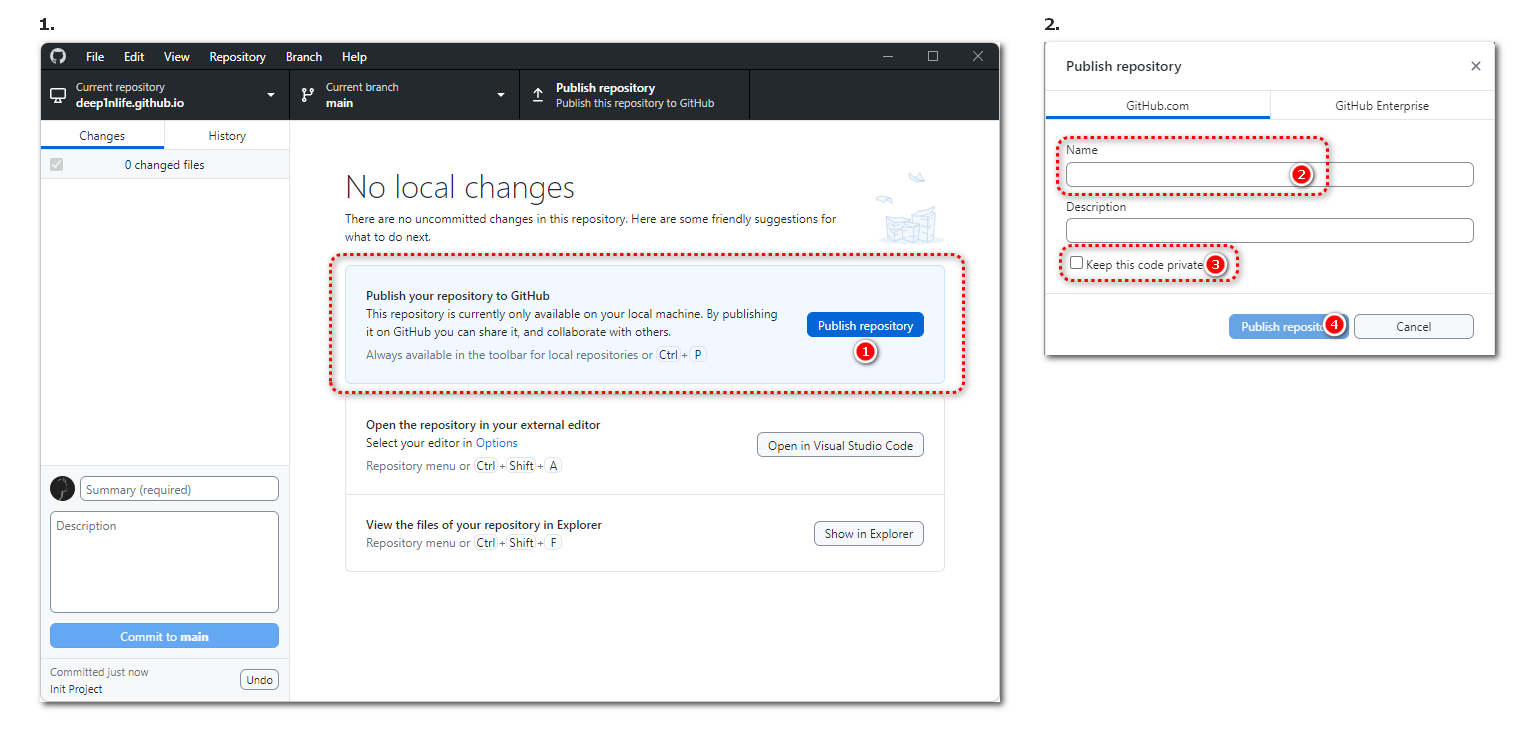 1.
File Edit View Repository Branch Help
Current repository
deep1nlife.github.io
Current branch
main
Publish repository
Publish this repository to GitHub
Changes History
0 changed files
No local changes
There are no uncommitted changes in this repository. Here are some friendly suggestions for
what to do next.
Publish your repository to GitHub
This repository is currently only available on your local machine. By publishing
it on GitHub you can share it, and collaborate with others.
Always available in the toolbar for local repositories or Ctrl + P
Publish repository
1
Open the repository in your external editor
Select your editor in Options
Repository menu or Ctrl + Shift + A
Open in Visual Studio Code
View the files of your repository in Explorer
Repository menu or Ctrl + Shift + F
Show in Explorer
Summary (required)
Description
Commit to main
Committed just now
Init Project
Undo
2.
Publish repository
GitHub.com GitHub Enterprise
Name
2
Description
Keep this code private 3
Publish reposit 4 Cancel